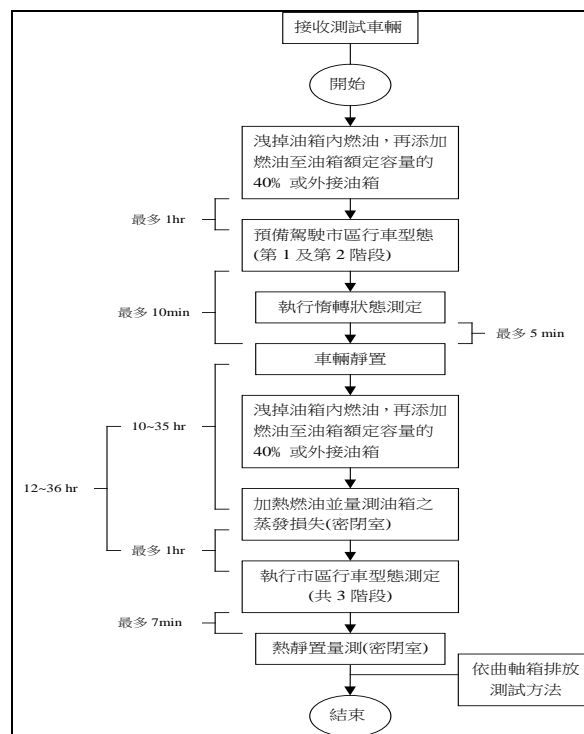 接收測試車輛
開始
洩掉油箱內燃油，再添加
燃油至油箱額定容量的
40% 或外接油箱
最多 1hr
預備駕駛市區行車型態
(第 1 及第 2 階段)
最多 10min
執行惰轉狀態測定
最多 5 min
車輛靜置
10~35 hr
洩掉油箱內燃油，再添加
燃油至油箱額定容量的
40% 或外接油箱
12~36 hr
加熱燃油並量測油箱之
蒸發損失(密閉室)
最多 1hr
執行市區行車型態測定
(共 3 階段)
最多 7min
熱靜置量測(密閉室)
依曲軸箱排放
測試方法
結束